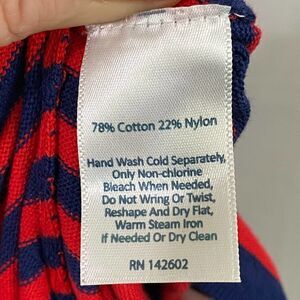 78% Cotton 22% Nylon
Hand Wash Cold Separately,
Only Non-chlorine
Bleach When Needed,
Do Not Wring Or Twist,
Reshape And Dry Flat,
Warm Steam Iron
If Needed Or Dry Clean
RN 142602